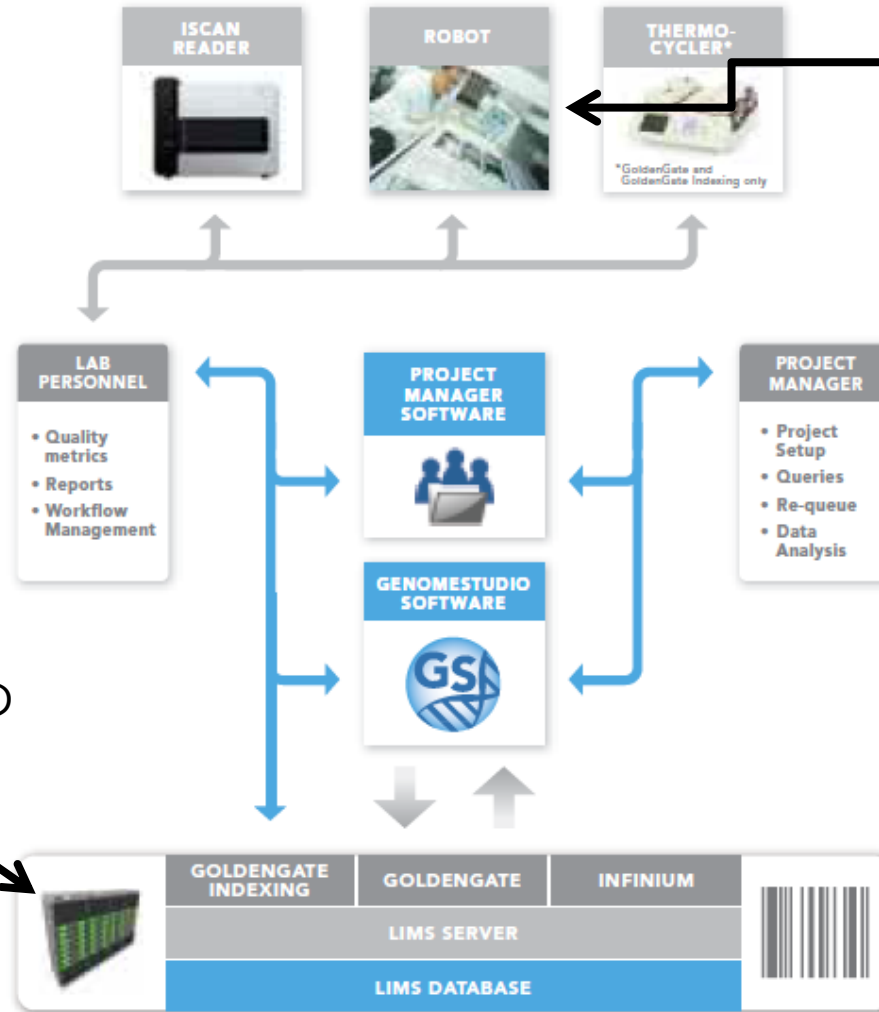 ISCAN
READER
ROBOT
THERMO-
CYCLER*
*GoldenGate and
GoldenGate Indexing only
LAB
PERSONNEL
• Quality
metrics
• Reports
• Workflow
Management
PROJECT
MANAGER
SOFTWARE
PROJECT
MANAGER
• Project
Setup
• Queries
• Re-queue
• Data
Analysis
GENOMESTUDIO
SOFTWARE
GS
GOLDENGATE
INDEXING
GOLDENGATE
INFINIUM
LIMS SERVER
LIMS DATABASE